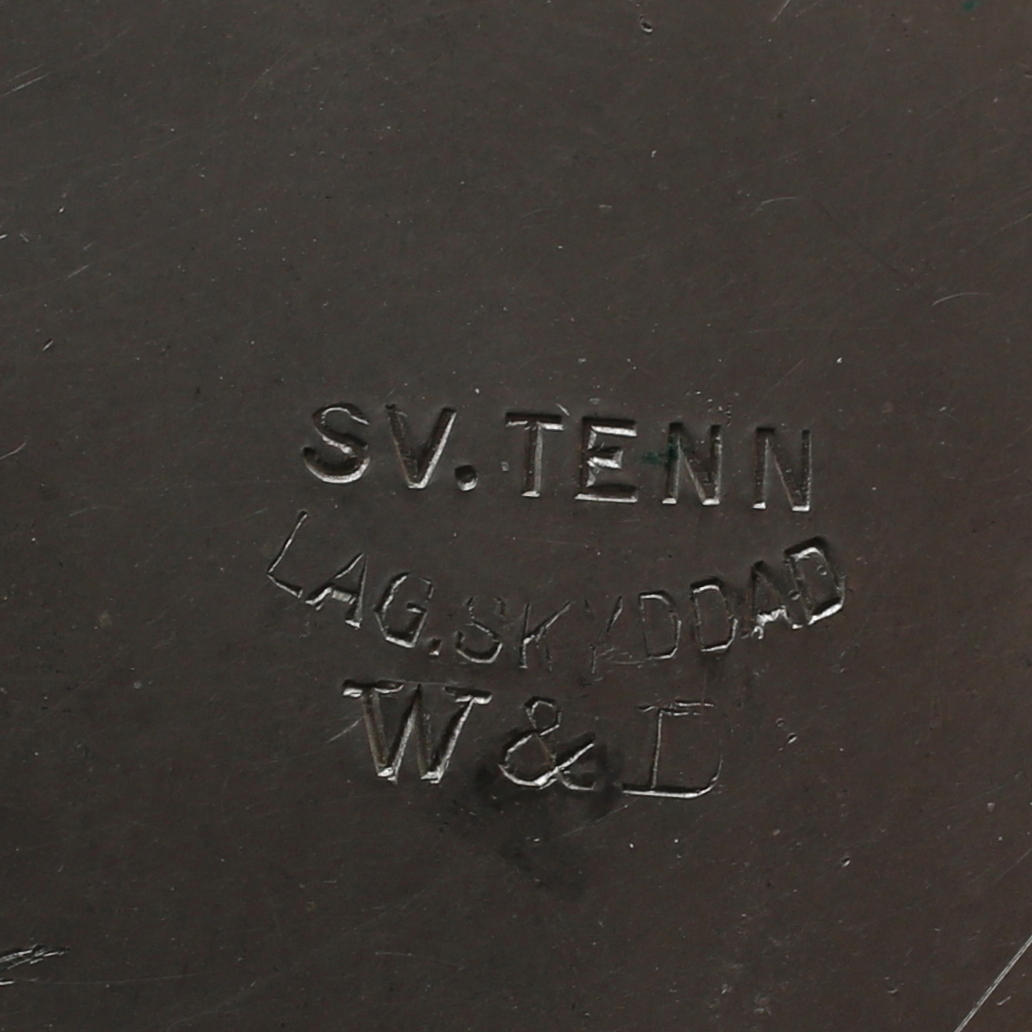 SV. TENN
LAG. SKYDDAD
W & D